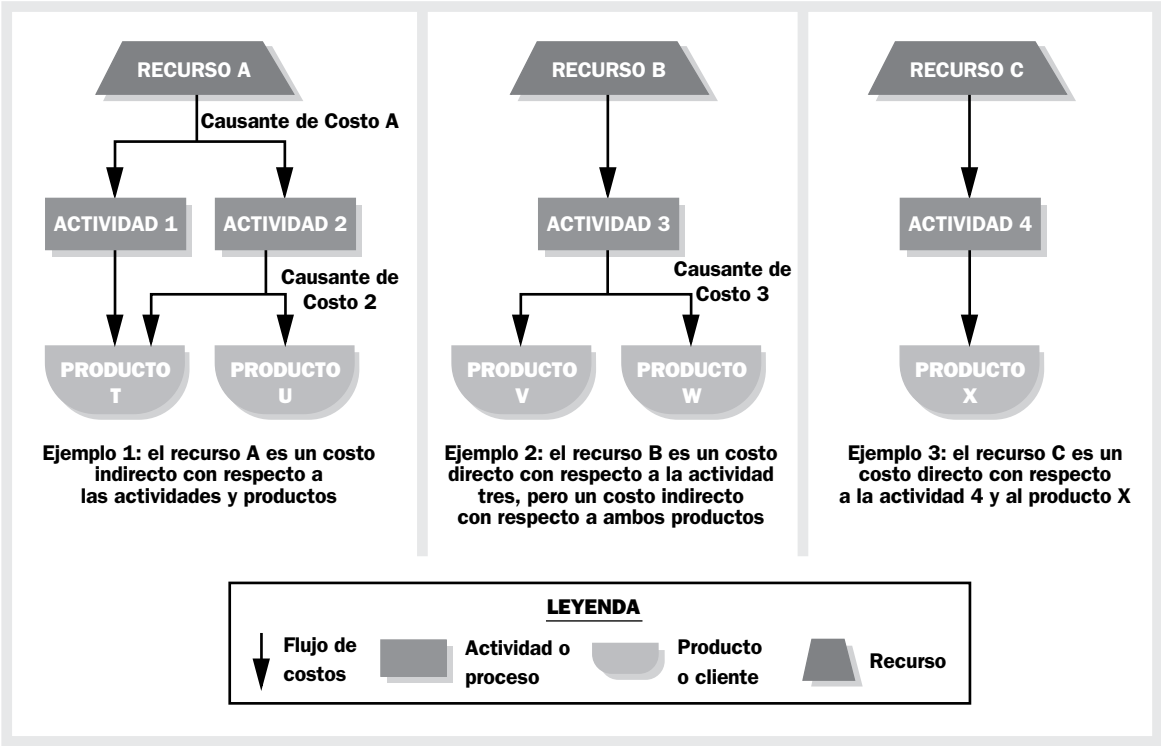 RECURSO A
Causante de Costo A
ACTIVIDAD 1
ACTIVIDAD 2
Causante de
Costo 2
PRODUCTO
T
PRODUCTO
U
Ejemplo 1: el recurso A es un costo
indirecto con respecto a
las actividades y productos
RECURSO B
ACTIVIDAD 3
Causante de
Costo 3
PRODUCTO
V
PRODUCTO
W
Ejemplo 2: el recurso B es un costo
directo con respecto a la actividad
tres, pero un costo indirecto
con respecto a ambos productos
RECURSO C
ACTIVIDAD 4
PRODUCTO
X
Ejemplo 3: el recurso C es un
costo directo con respecto
a la actividad 4 y al producto X
LEYENDA
Flujo de
costos
Actividad o
proceso
Producto
o cliente
Recurso